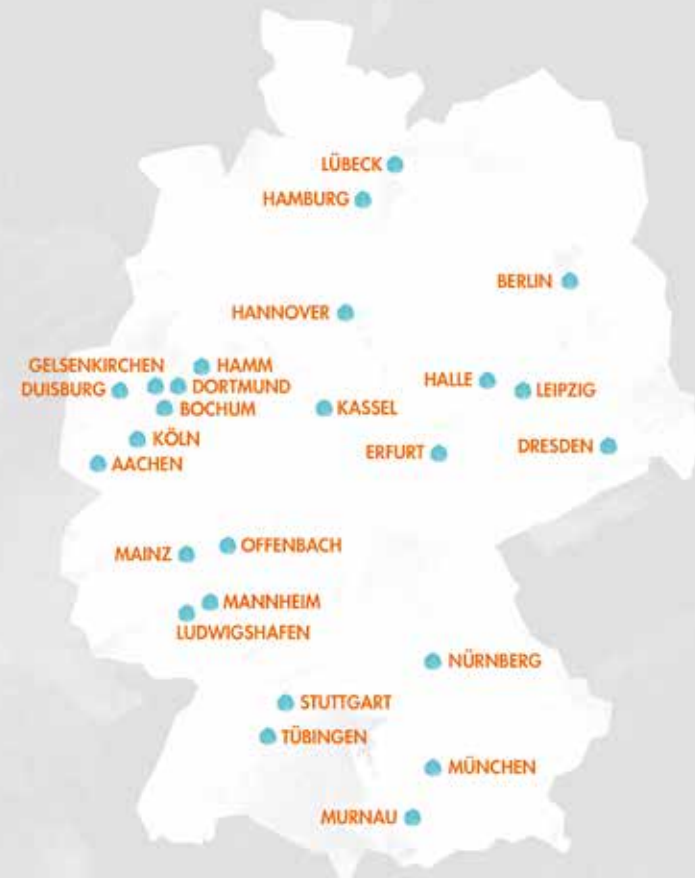 LÜBECK
HAMBURG
BERLIN
HANNOVER
GELSENKIRCHEN
HAMM
DUISBURG
DORTMUND
HALLE
LEIPZIG
BOCHUM
KASSEL
KÖLN
ERFURT
DRESDEN
AACHEN
OFFENBACH
MAINZ
MANNHEIM
LUDWIGSHAFEN
NÜRNBERG
STUTTGART
TÜBINGEN
MÜNCHEN
MURNAU